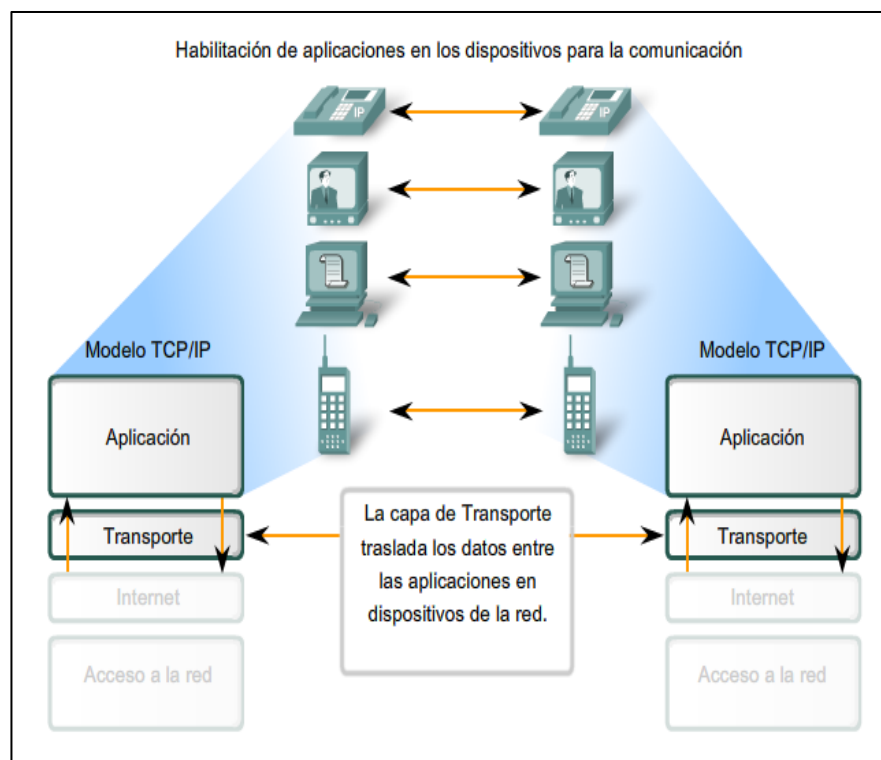 Habilitación de aplicaciones en los dispositivos para la comunicación
IP
IP
Modelo TCP/IP
Aplicación
Transporte
Internet
Acceso a la red
La capa de Transporte
traslada los datos entre
las aplicaciones en
dispositivos de la red.
Modelo TCP/IP
Aplicación
Transporte
Internet
Acceso a la red